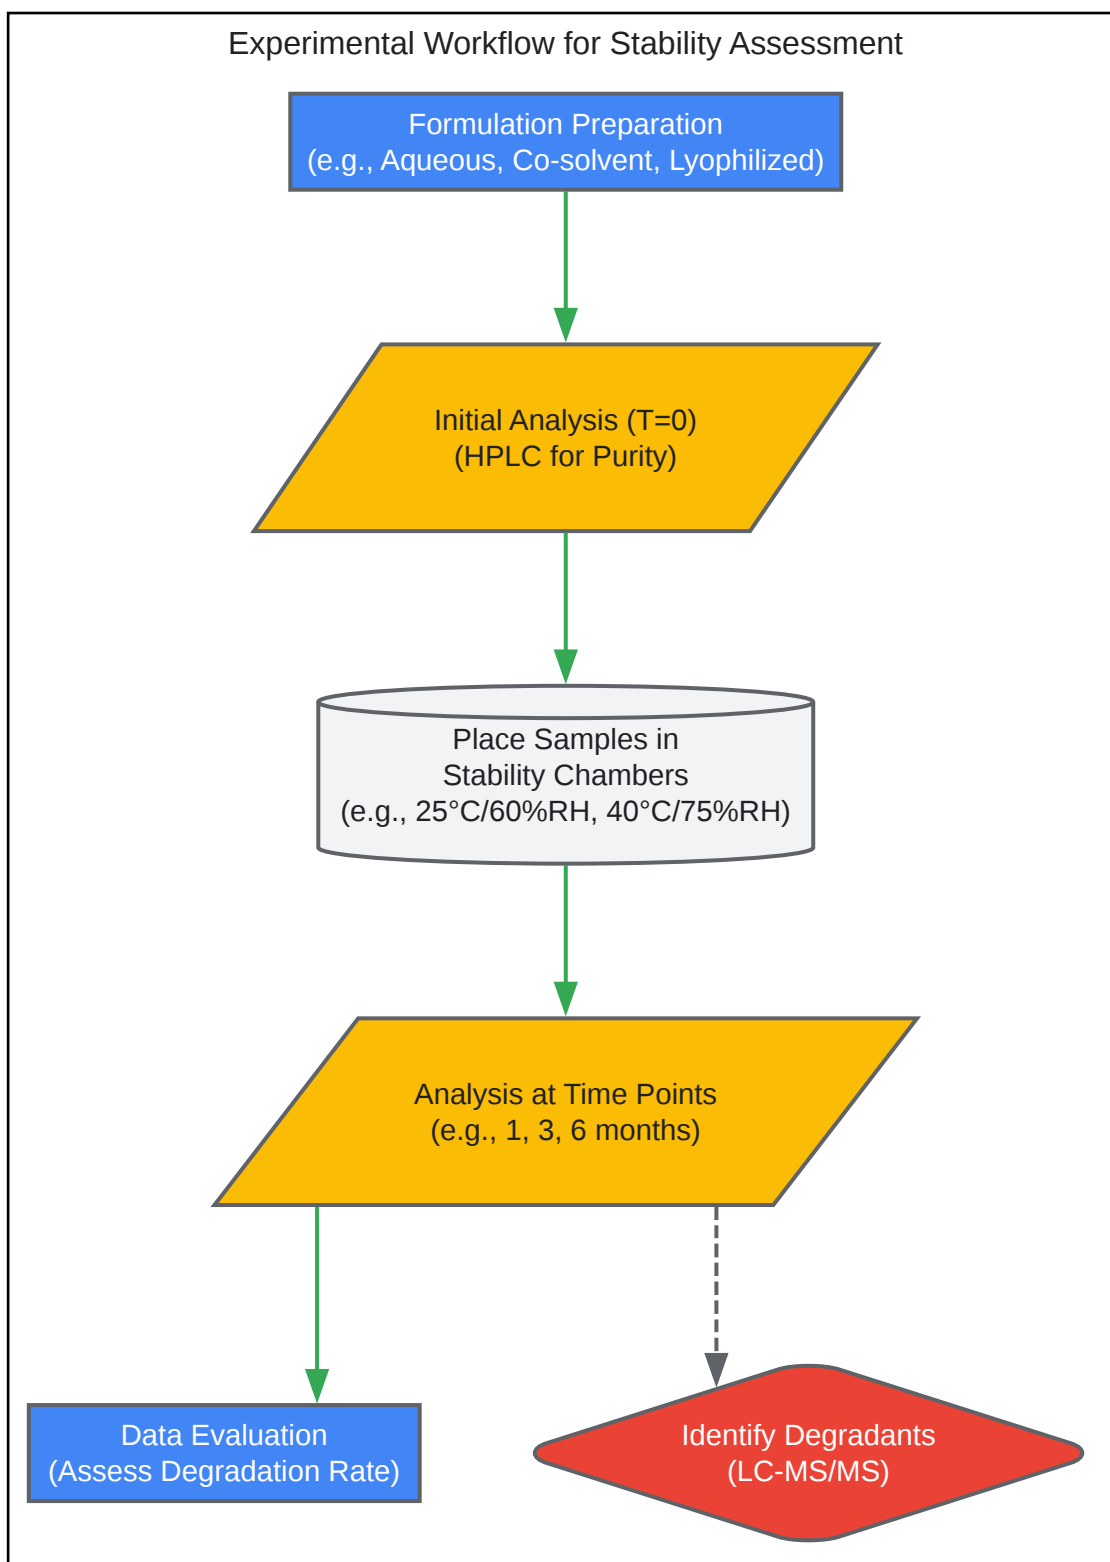 Experimental Workflow for Stability Assessment
Formulation Preparation
(e.g., Aqueous, Co-solvent, Lyophilized)
Initial Analysis (T=0)
(HPLC for Purity)
Place Samples in
Stability Chambers
(e.g., 25°C/60%RH, 40°C/75%RH)
Analysis at Time Points
(e.g., 1, 3, 6 months)
Data Evaluation
(Assess Degradation Rate)
Identify Degradants
(LC-MS/MS)